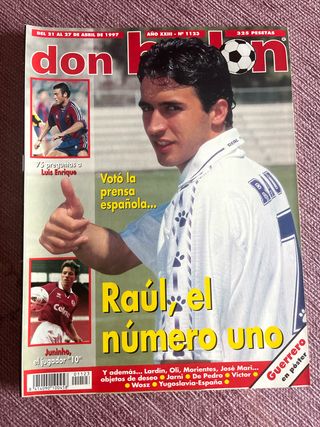 DEL 21 AL 27 DE ABRIL DE 1997
AÑO XXIII - Nº 1123
325 PESETAS
don balón
75 preguntas a
Luis Enrique
Votó la
prensa
española...
Raúl, el
número uno
Juninho,
el jugador "10"
Y además... Lardín, Oli, Morientes, José Mari...
objetos de deseo • Jarni • De Pedro • Víctor •
• Wosz • Yugoslavia-España •
Guerrero
en póster